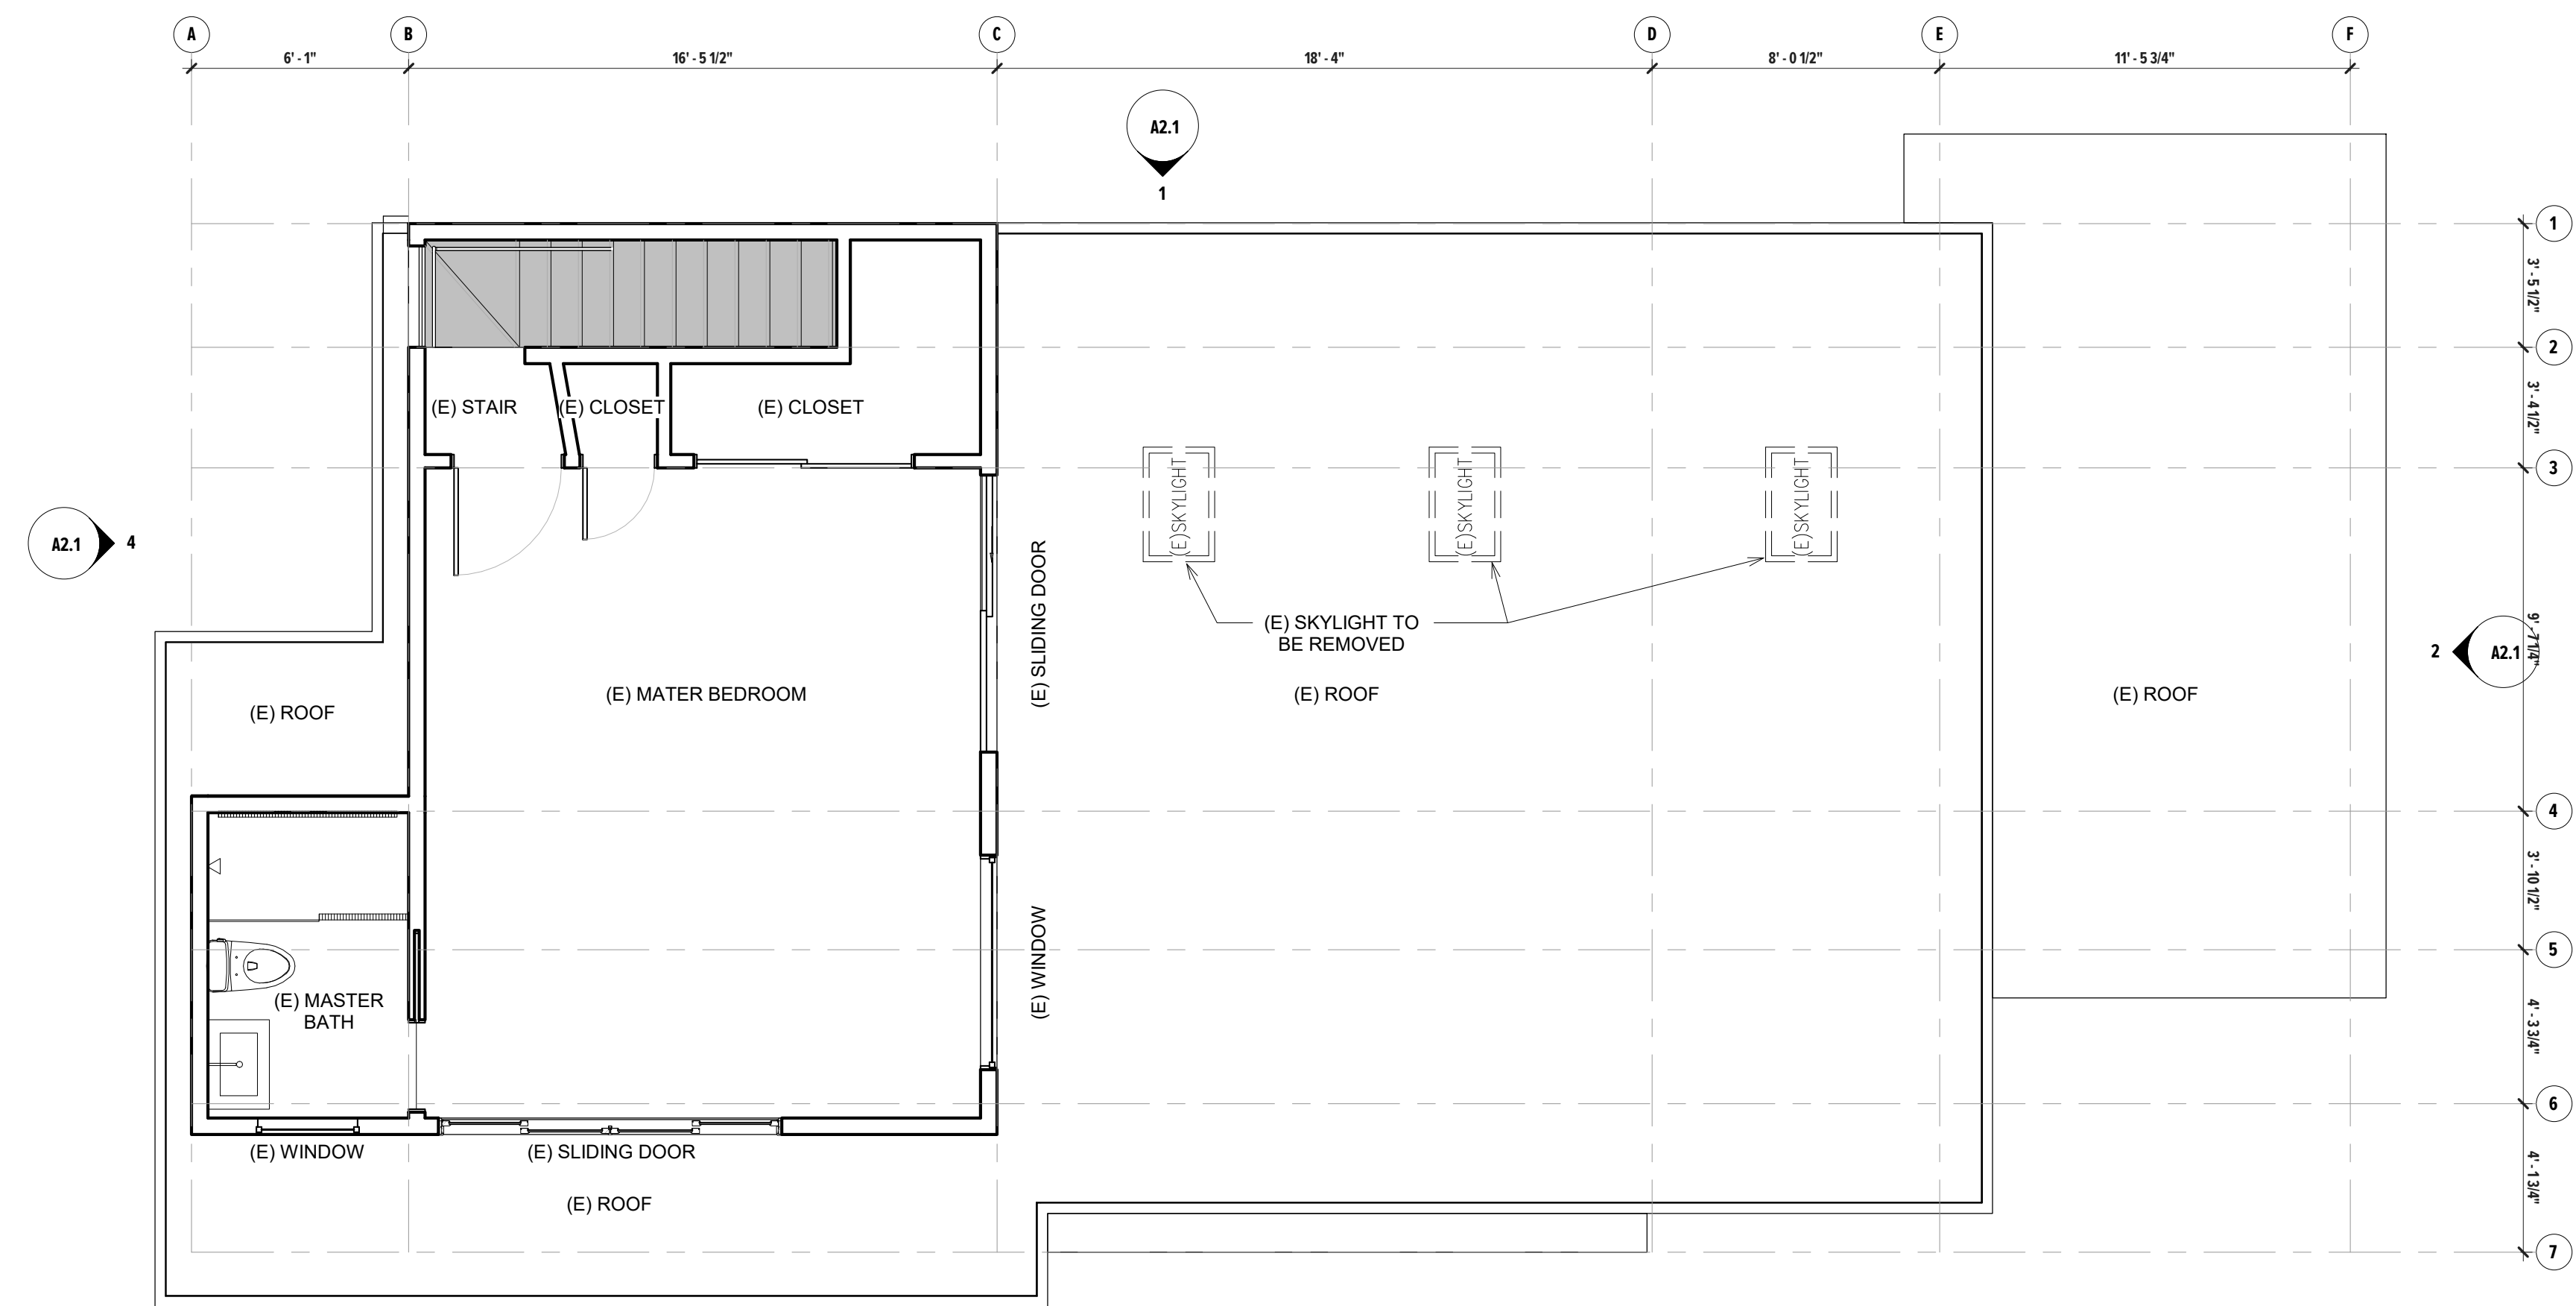 A
B
C
D
E
F
6' - 1"
16' - 5 1/2"
18' - 4"
8' - 0 1/2"
11' - 5 3/4"
A2.1
1
1
3' - 5 1/2"
2
(E) STAIR
(E) CLOSET
(E) CLOSET
3' - 4 1/2"
3
(E)SKYLIGHT
(E)SKYLIGHT
(E)SKYLIGHT
A2.1
4
(E) SLIDING DOOR
(E) SKYLIGHT TO
BE REMOVED
9' - 7 1/4"
2
A2.1
(E) MATER BEDROOM
(E) ROOF
(E) ROOF
(E) ROOF
4
3' - 10 1/2"
5
(E) WINDOW
(E) MASTER
BATH
4' - 3 3/4"
6
(E) WINDOW
(E) SLIDING DOOR
4' - 1 3/4"
(E) ROOF
7